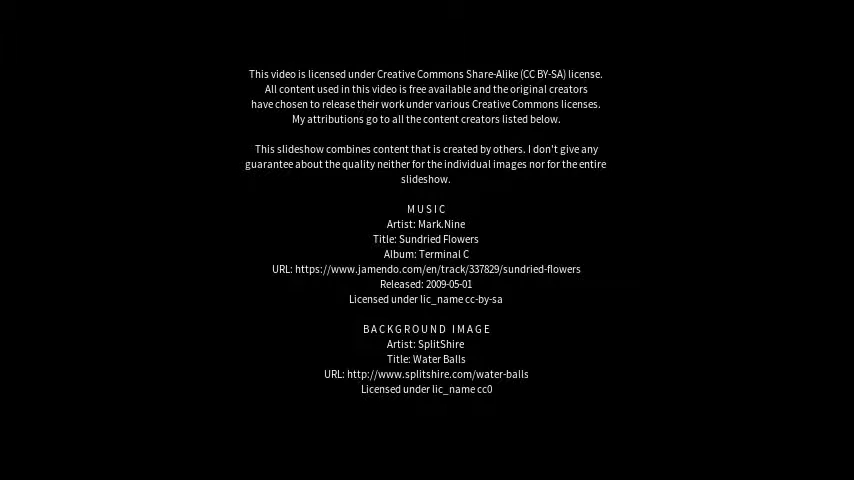 This video is licensed under Creative Commons Share-Alike (CC BY-SA) license.
All content used in this video is free available and the original creators
have chosen to release their work under various Creative Commons licenses.
My attributions go to all the content creators listed below.
This slideshow combines content that is created by others. I don't give any
guarantee about the quality neither for the individual images nor for the entire
slideshow.
MUSIC
Artist: Mark.Nine
Title: Sundried Flowers
Album: Terminal C
URL: https://www.jamendo.com/en/track/337829/sundried-flowers
Released: 2009-05-01
Licensed under lic_name cc-by-sa
BACKGROUND IMAGE
Artist: SplitShire
Title: Water Balls
URL: http://www.splitshire.com/water-balls
Licensed under lic_name cc0